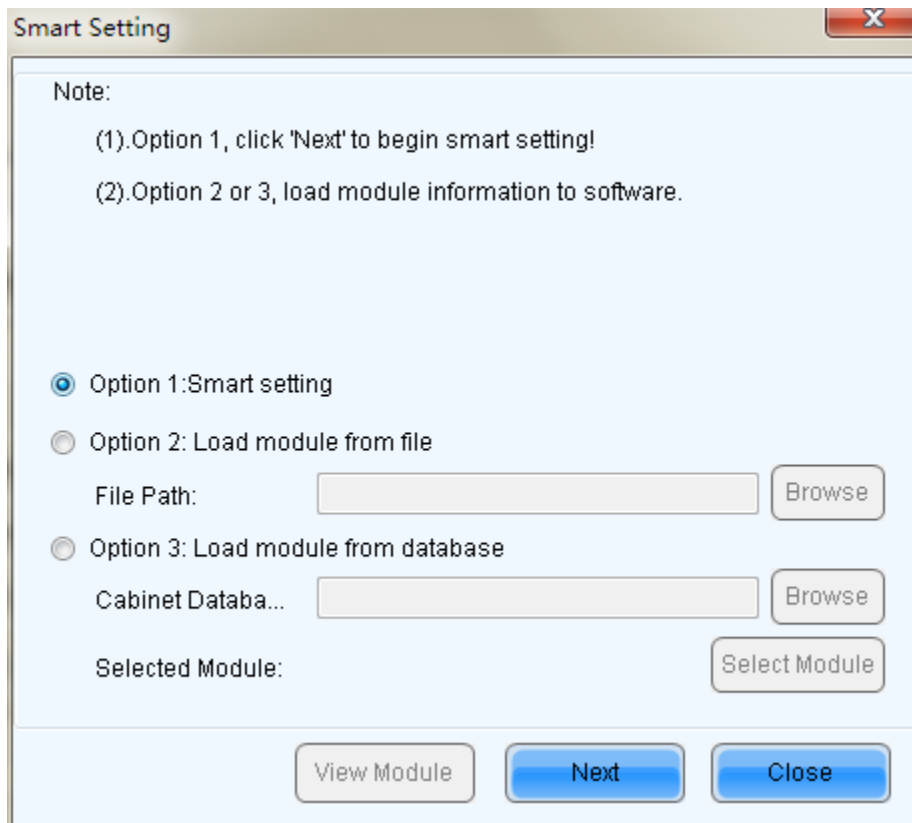 Smart Setting
Note:
(1).Option 1, click 'Next' to begin smart setting!
(2).Option 2 or 3, load module information to software.
Option 1:Smart setting
Option 2: Load module from file
File Path:
Browse
Option 3: Load module from database
Cabinet Databa...
Browse
Selected Module:
Select Module
View Module
Next
Close